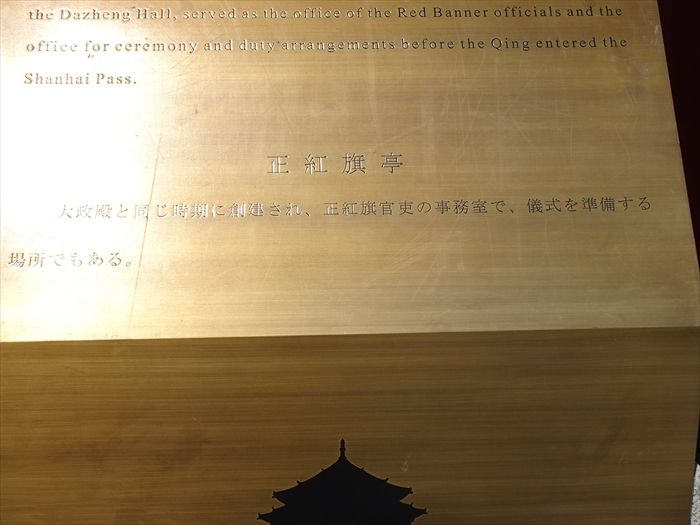 the Dazheng Hall, served as the office of the Red Banner officials and the
office for ceremony and duty arrangements before the Qing entered the
Shanhai Pass.
正紅旗亭
大政殿と同じ時期に創建され、正紅旗官吏の事務室で、儀式を準備する
場所でもある。